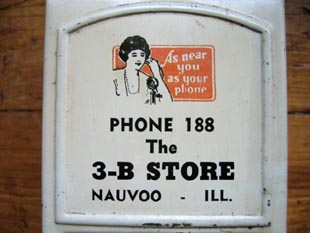 As near
you
as your
phone
PHONE 188
The
3-B STORE
NAUVOO - ILL.